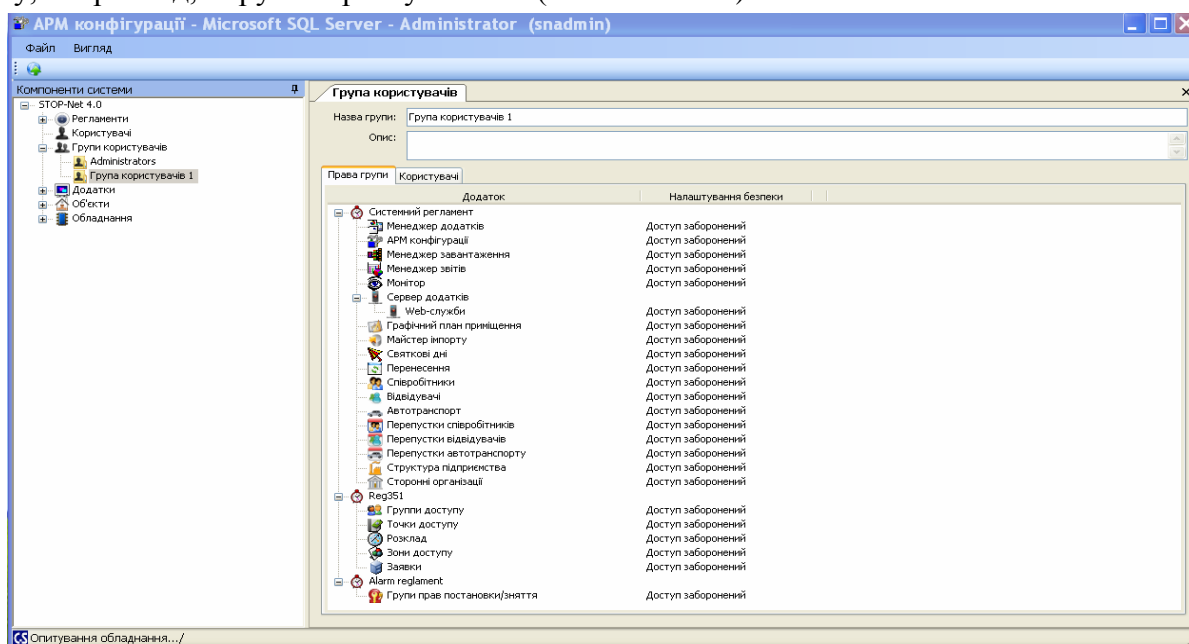 АРМ конфігурації - Microsoft SQL Server - Administrator (snadmin)
Файл Вигляд
Компоненти системи
STOP-Net 4.0
Регламенти
Користувачі
Групи користувачів
Administrators
Група користувачів 1
Додатки
Об'єкти
Обладнання
Група користувачів
Назва групи: Група користувачів 1
Опис:
Права групи Користувачі
Додаток Налаштування безпеки
Системний регламент
Менеджер додатків Доступ заборонений
АРМ конфігурації Доступ заборонений
Менеджер завантаження Доступ заборонений
Менеджер звітів Доступ заборонений
Монітор Доступ заборонений
Сервер додатків
Web-служби Доступ заборонений
Графічний план приміщення Доступ заборонений
Майстер імпорту Доступ заборонений
Святкові дні Доступ заборонений
Перенесення Доступ заборонений
Співробітники Доступ заборонений
Відвідувачі Доступ заборонений
Автотранспорт Доступ заборонений
Перепустки співробітників Доступ заборонений
Перепустки відвідувачів Доступ заборонений
Перепустки автотранспорту Доступ заборонений
Структура підприємства Доступ заборонений
Сторонні організації Доступ заборонений
Reg351
Группи доступу Доступ заборонений
Точки доступу Доступ заборонений
Розклад Доступ заборонений
Зони доступу Доступ заборонений
Заявки Доступ заборонений
Alarm reglament
Групи прав постановки/зняття Доступ заборонений
Опитування обладнання.../